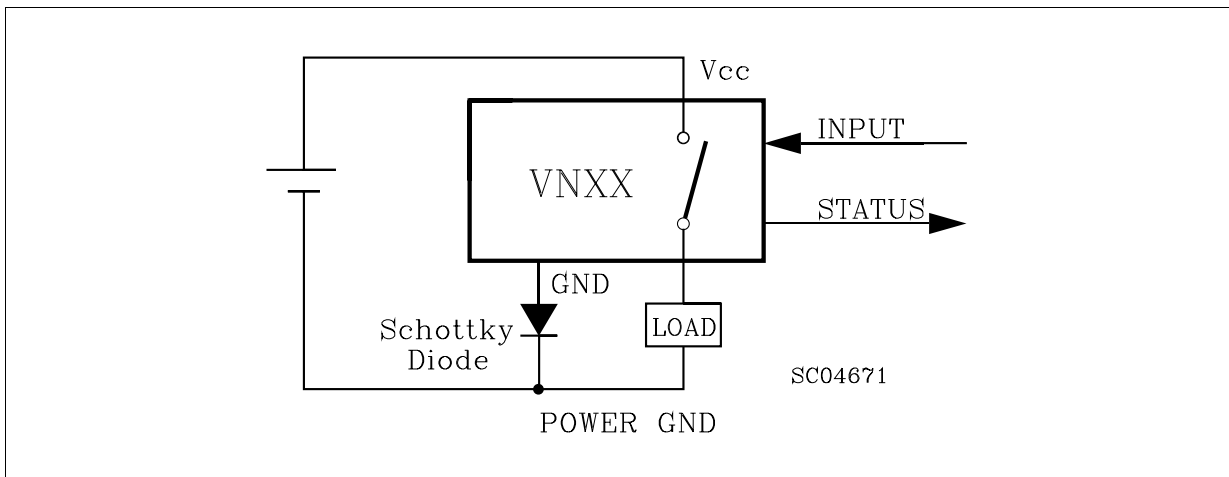 Vcc
INPUT
VNXX
STATUS
GND
Schottky
Diode
LOAD
SC04671
POWER GND